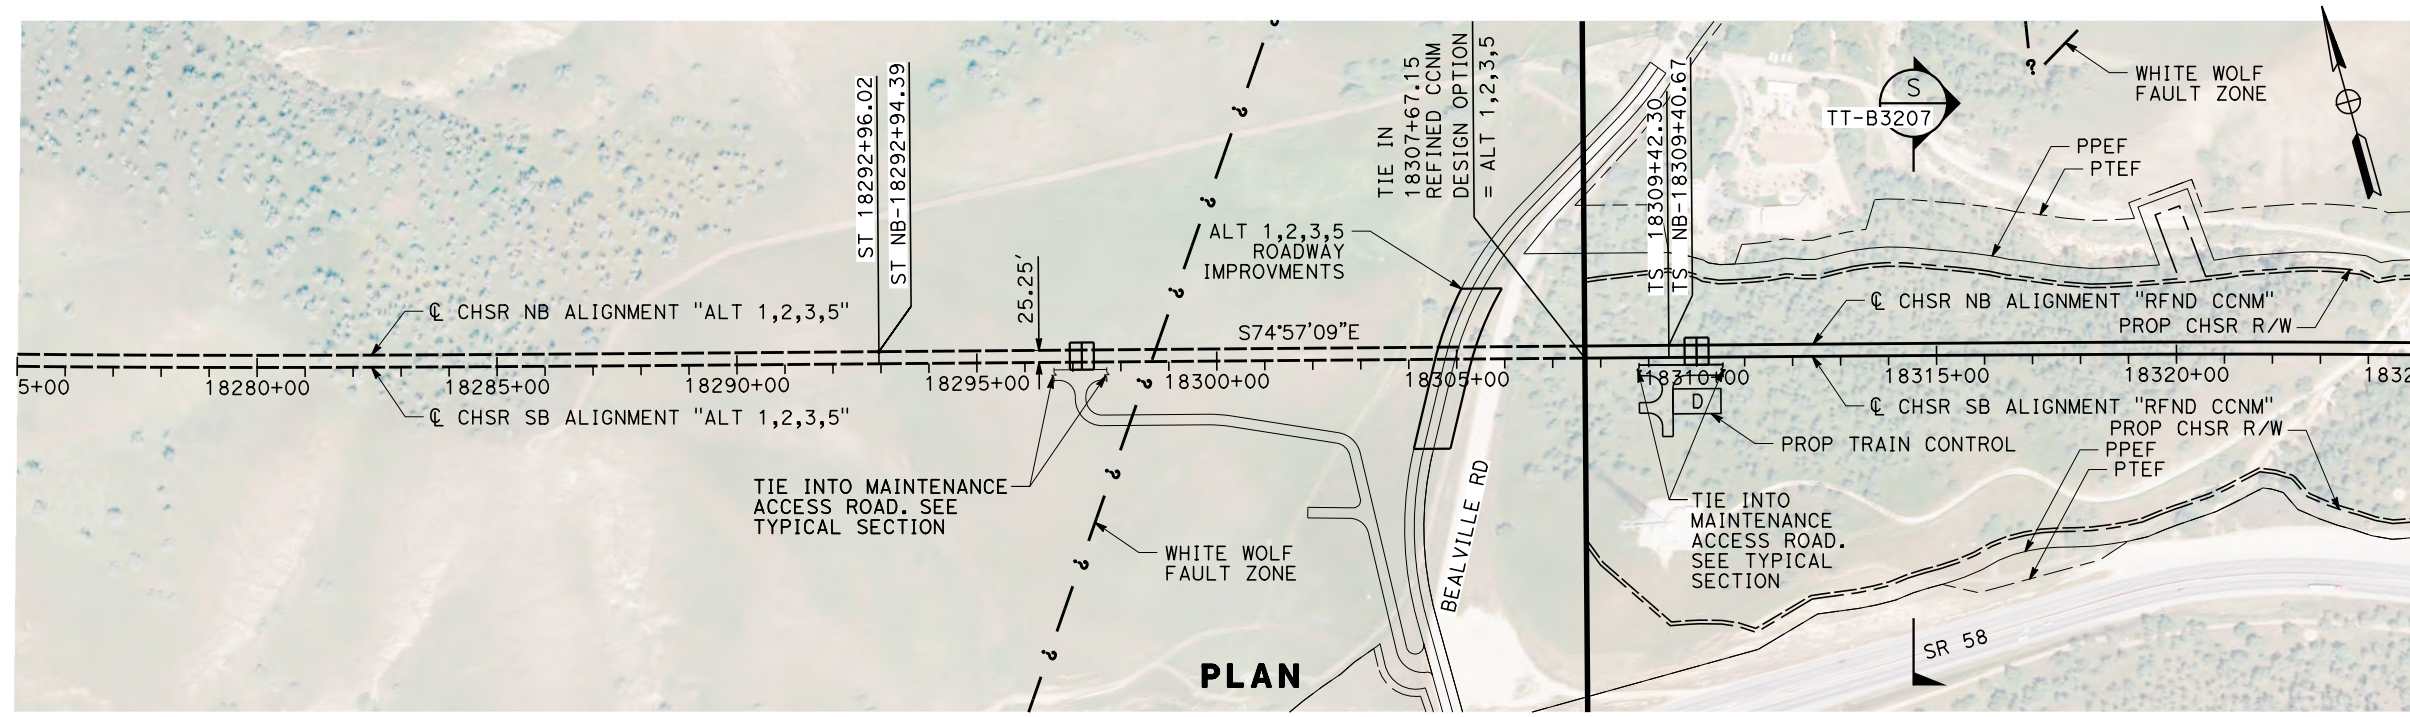 ST 18292+96.02
ST NB-18292+94.39
25.25'
TIE IN
18307+67.15
REFINED CCNM
DESIGN OPTION
= ALT 1,2,3,5
TS 18309+42.30
TS NB-18309+40.67
S
TT-B3207
?
WHITE WOLF
FAULT ZONE
PPEF
PTEF
?
?
?
?
?
ALT 1,2,3,5
ROADWAY
IMPROVMENTS
℄ CHSR NB ALIGNMENT "ALT 1,2,3,5"
S74°57'09"E
℄ CHSR NB ALIGNMENT "RFND CCNM"
PROP CHSR R/W
5+00
18280+00
18285+00
18290+00
18295+00
18300+00
18305+00
18310+00
18315+00
18320+00
1832
℄ CHSR SB ALIGNMENT "ALT 1,2,3,5"
D
℄ CHSR SB ALIGNMENT "RFND CCNM"
PROP CHSR R/W
PROP TRAIN CONTROL
PPEF
PTEF
?
?
?
?
TIE INTO MAINTENANCE
ACCESS ROAD. SEE
TYPICAL SECTION
WHITE WOLF
FAULT ZONE
BEALVILLE RD
TIE INTO
MAINTENANCE
ACCESS ROAD.
SEE TYPICAL
SECTION
SR 58
PLAN